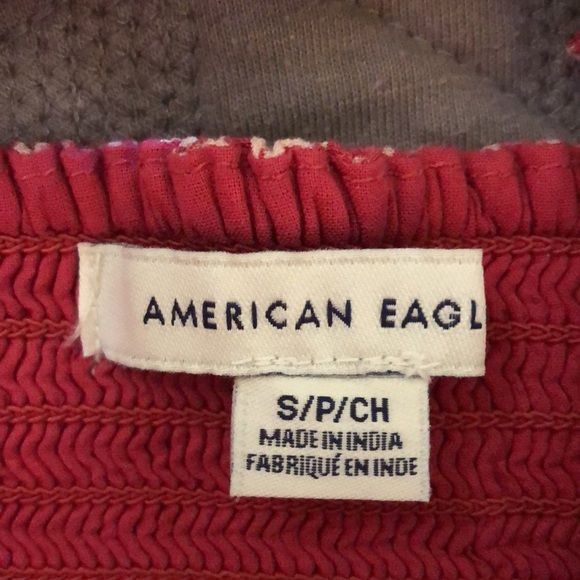 AMERICAN EAGL
S/P/CH
MADE IN INDIA
FABRIQUÉ EN INDE